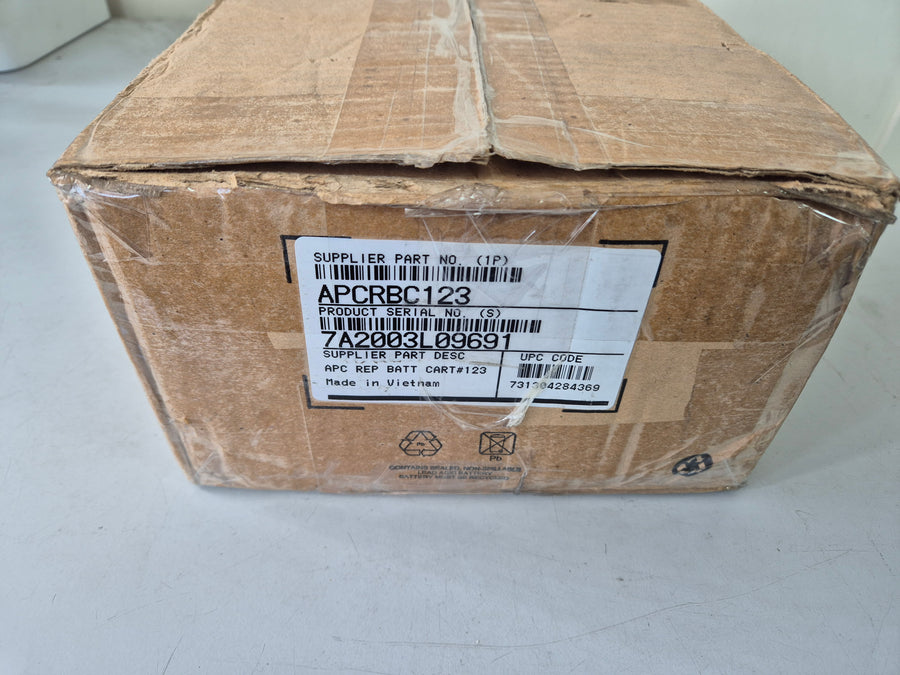 SUPPLIER PART NO. (1P)
APCRBC123
PRODUCT SERIAL NO. (S)
7A2003L09691
SUPPLIER PART DESC
APC REP BATT CART#123
Made in Vietnam
UPC CODE
731304284369
Pb
Pb
CONTAINS SEALED, NON-SPILLABLE
LEAD ACID BATTERY
BATTERY MUST BE RECYCLED